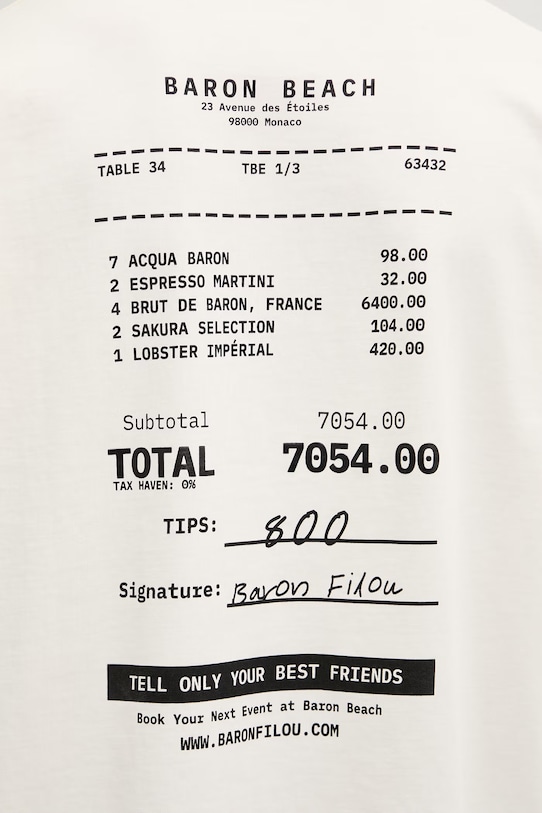 BARON BEACH
23 Avenue des Étoiles
98000 Monaco
TABLE 34 TBE 1/3 63432
7 ACQUA BARON 98.00
2 ESPRESSO MARTINI 32.00
4 BRUT DE BARON, FRANCE 6400.00
2 SAKURA SELECTION 104.00
1 LOBSTER IMPÉRIAL 420.00
Subtotal 7054.00
TOTAL 7054.00
TAX HAVEN: 0%
TIPS: 800
Signature: Baron Filou
TELL ONLY YOUR BEST FRIENDS
Book Your Next Event at Baron Beach
WWW.BARONFILOU.COM